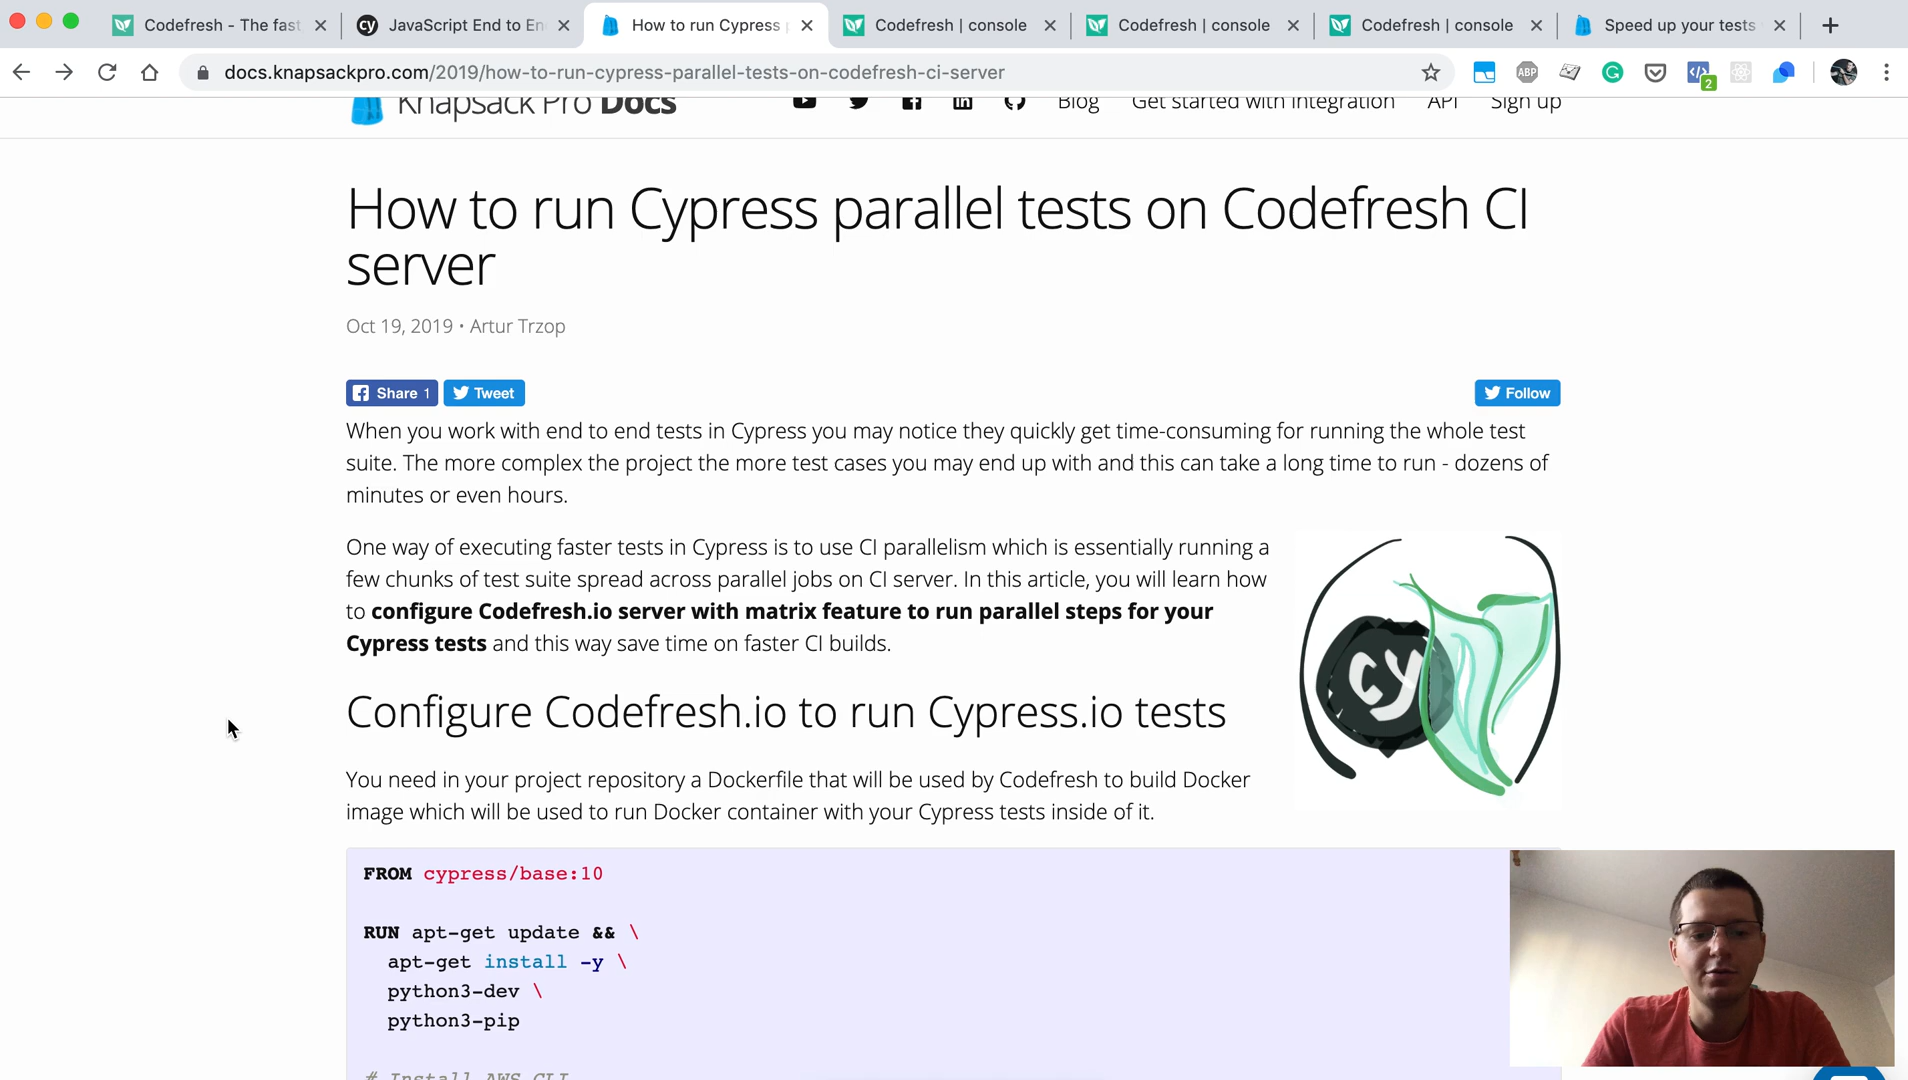 Codefresh - The fast
JavaScript End to En
How to run Cypress p
Codefresh | console
Codefresh | console
Codefresh | console
Speed up your tests
docs.knapsackpro.com/2019/how-to-run-cypress-parallel-tests-on-codefresh-ci-server
ABP
2
Knapsack Pro Docs
Blog
Get started with integration
API
Sign up
How to run Cypress parallel tests on Codefresh CI
server
Oct 19, 2019 • Artur Trzop
Share 1
Tweet
Follow
When you work with end to end tests in Cypress you may notice they quickly get time-consuming for running the whole test
suite. The more complex the project the more test cases you may end up with and this can take a long time to run - dozens of
minutes or even hours.
One way of executing faster tests in Cypress is to use CI parallelism which is essentially running a
few chunks of test suite spread across parallel jobs on CI server. In this article, you will learn how
to configure Codefresh.io server with matrix feature to run parallel steps for your
Cypress tests and this way save time on faster CI builds.
cy
Configure Codefresh.io to run Cypress.io tests
You need in your project repository a Dockerfile that will be used by Codefresh to build Docker
image which will be used to run Docker container with your Cypress tests inside of it.
FROM cypress/base:10
RUN apt-get update && \
apt-get install -y \
python3-dev \
python3-pip
# Install AWS CLI